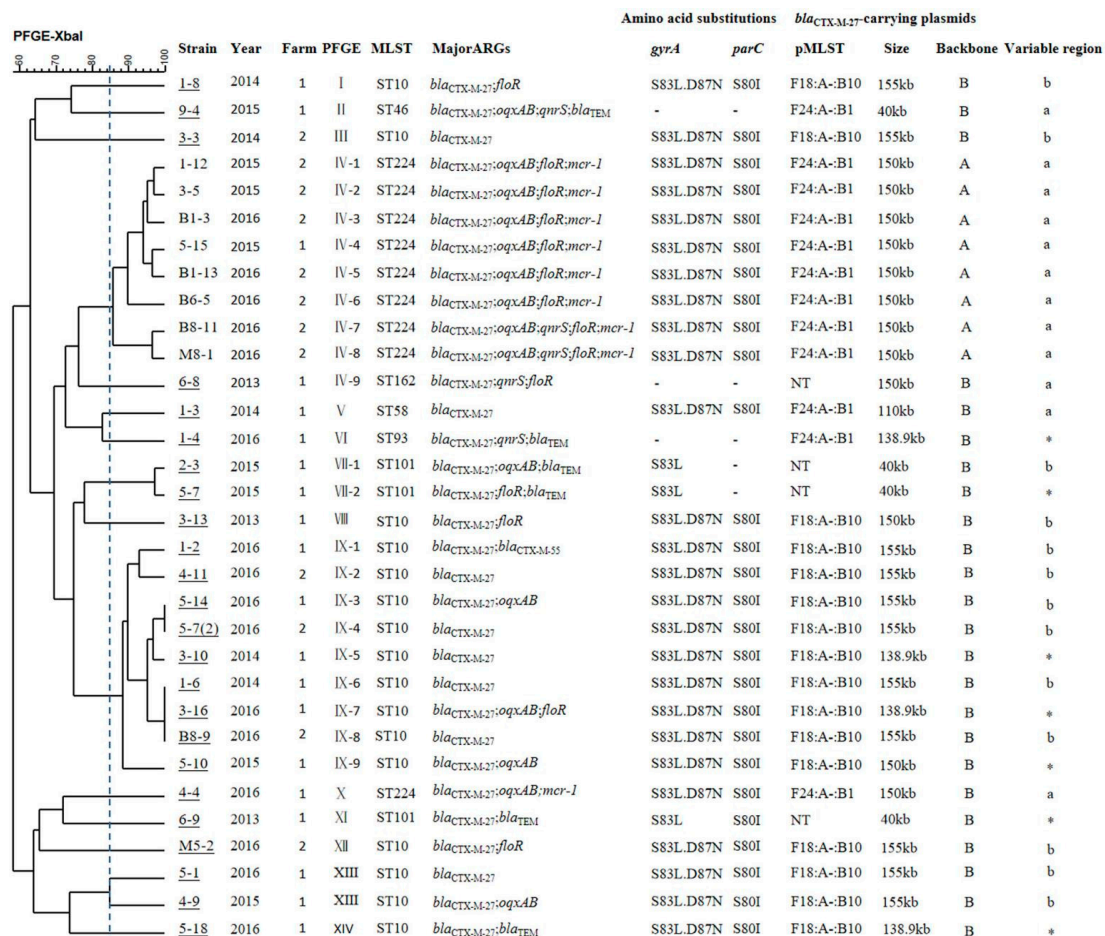 Amino acid substitutions blaCTX-M-27-carrying plasmids
PFGE-XbaI
60 70 80 90 100
Strain Year Farm PFGE MLST MajorARGs gyrA parC pMLST Size Backbone Variable region
1-8 2014 1 I ST10 blaCTX-M-27;floR S83L.D87N S80I F18:A-:B10 155kb B b
9-4 2015 1 II ST46 blaCTX-M-27;oqxAB;qnrS;blaTEM - - F24:A-:B1 40kb B a
3-3 2014 2 III ST10 blaCTX-M-27 S83L.D87N S80I F18:A-:B10 155kb B b
1-12 2015 2 IV-1 ST224 blaCTX-M-27;oqxAB;floR;mcr-1 S83L.D87N S80I F24:A-:B1 150kb A a
3-5 2015 2 IV-2 ST224 blaCTX-M-27;oqxAB;floR;mcr-1 S83L.D87N S80I F24:A-:B1 150kb A a
B1-3 2016 2 IV-3 ST224 blaCTX-M-27;oqxAB;floR;mcr-1 S83L.D87N S80I F24:A-:B1 150kb A a
5-15 2015 1 IV-4 ST224 blaCTX-M-27;oqxAB;floR;mcr-1 S83L.D87N S80I F24:A-:B1 150kb A a
B1-13 2016 2 IV-5 ST224 blaCTX-M-27;oqxAB;floR;mcr-1 S83L.D87N S80I F24:A-:B1 150kb A a
B6-5 2016 2 IV-6 ST224 blaCTX-M-27;oqxAB;floR;mcr-1 S83L.D87N S80I F24:A-:B1 150kb A a
B8-11 2016 2 IV-7 ST224 blaCTX-M-27;oqxAB;qnrS;floR;mcr-1 S83L.D87N S80I F24:A-:B1 150kb A a
M8-1 2016 2 IV-8 ST224 blaCTX-M-27;oqxAB;qnrS;floR;mcr-1 S83L.D87N S80I F24:A-:B1 150kb A a
6-8 2013 1 IV-9 ST162 blaCTX-M-27;qnrS;floR - - NT 150kb B a
1-3 2014 1 V ST58 blaCTX-M-27 S83L.D87N S80I F24:A-:B1 110kb B a
1-4 2016 1 VI ST93 blaCTX-M-27;qnrS;blaTEM - - F24:A-:B1 138.9kb B *
2-3 2015 1 VII-1 ST101 blaCTX-M-27;oqxAB;blaTEM S83L - NT 40kb B b
5-7 2015 1 VII-2 ST101 blaCTX-M-27;floR;blaTEM S83L - NT 40kb B *
3-13 2013 1 VIII ST10 blaCTX-M-27;floR S83L.D87N S80I F18:A-:B10 150kb B b
1-2 2016 1 IX-1 ST10 blaCTX-M-27;blaCTX-M-55 S83L.D87N S80I F18:A-:B10 155kb B b
4-11 2016 2 IX-2 ST10 blaCTX-M-27 S83L.D87N S80I F18:A-:B10 155kb B b
5-14 2016 1 IX-3 ST10 blaCTX-M-27;oqxAB S83L.D87N S80I F18:A-:B10 155kb B b
5-7(2) 2016 2 IX-4 ST10 blaCTX-M-27 S83L.D87N S80I F18:A-:B10 155kb B b
3-10 2014 1 IX-5 ST10 blaCTX-M-27 S83L.D87N S80I F18:A-:B10 138.9kb B *
1-6 2014 1 IX-6 ST10 blaCTX-M-27 S83L.D87N S80I F18:A-:B10 155kb B b
3-16 2016 1 IX-7 ST10 blaCTX-M-27;oqxAB;floR S83L.D87N S80I F18:A-:B10 138.9kb B *
B8-9 2016 2 IX-8 ST10 blaCTX-M-27 S83L.D87N S80I F18:A-:B10 155kb B b
5-10 2015 1 IX-9 ST10 blaCTX-M-27;oqxAB S83L.D87N S80I F18:A-:B10 150kb B *
4-4 2016 1 X ST224 blaCTX-M-27;oqxAB;mcr-1 S83L.D87N S80I F24:A-:B1 150kb B a
6-9 2013 1 XI ST101 blaCTX-M-27;blaTEM S83L S80I NT 40kb B *
M5-2 2016 2 XII ST10 blaCTX-M-27;floR S83L.D87N S80I F18:A-:B10 155kb B b
5-1 2016 1 XIII ST10 blaCTX-M-27 S83L.D87N S80I F18:A-:B10 155kb B b
4-9 2015 1 XIII ST10 blaCTX-M-27;oqxAB S83L.D87N S80I F18:A-:B10 155kb B b
5-18 2016 1 XIV ST10 blaCTX-M-27;blaTEM S83L.D87N S80I F18:A-:B10 138.9kb B *